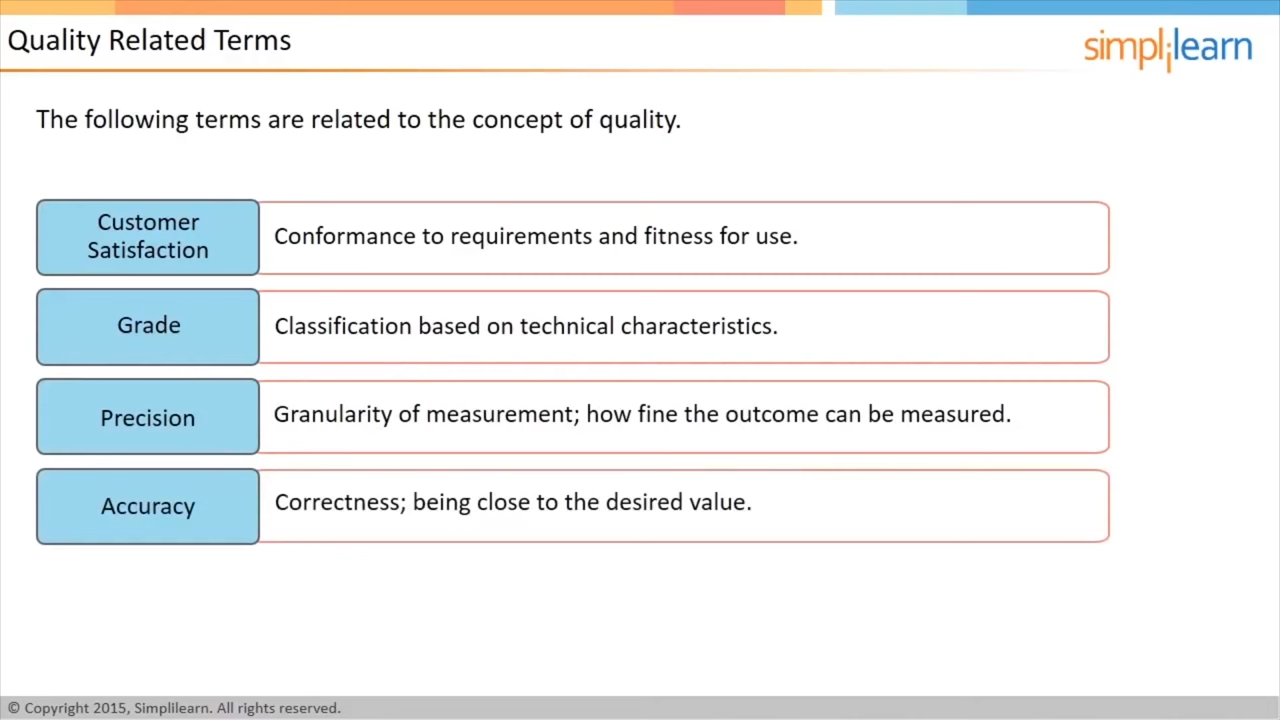 Quality Related Terms
simplilearn
The following terms are related to the concept of quality.
Customer
Satisfaction
Conformance to requirements and fitness for use.
Grade
Classification based on technical characteristics.
Precision
Granularity of measurement; how fine the outcome can be measured.
Accuracy
Correctness; being close to the desired value.
© Copyright 2015, Simplilearn. All rights reserved.